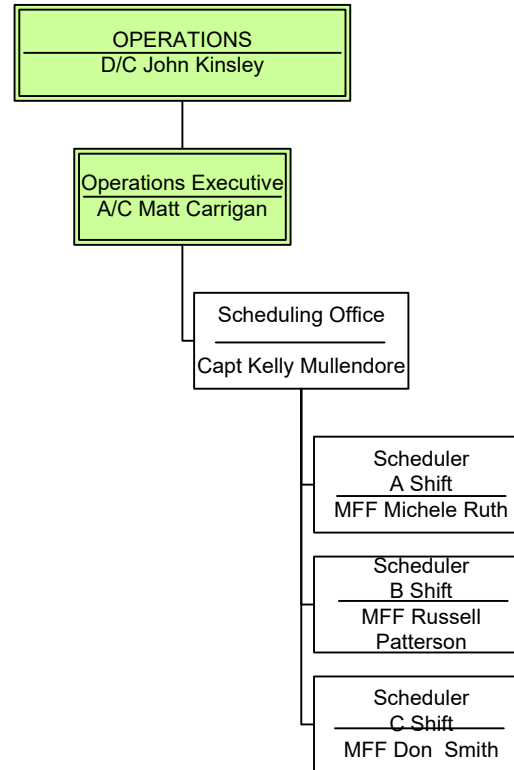 OPERATIONS
D/C John Kinsley
Operations Executive
A/C Matt Carrigan
Scheduling Office
Capt Kelly Mullendore
Scheduler
A Shift
MFF Michele Ruth
Scheduler
B Shift
MFF Russell
Patterson
Scheduler
C Shift
MFF Don  Smith